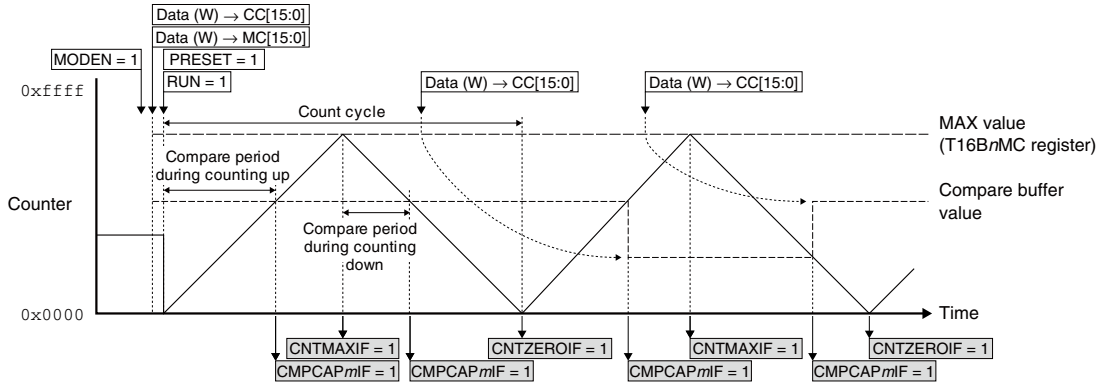 Data (W) → CC[15:0]
Data (W) → MC[15:0]
MODEN = 1
PRESET = 1
RUN = 1
Data (W) → CC[15:0]
Data (W) → CC[15:0]
0xffff
Count cycle
MAX value
(T16BnMC register)
Compare period
during counting up
Compare buffer
value
Counter
Compare period
during counting
down
0x0000
Time
CNTMAXIF = 1
CNTZEROIF = 1
CNTMAXIF = 1
CNTZEROIF = 1
CMPCAPmIF = 1
CMPCAPmIF = 1
CMPCAPmIF = 1
CMPCAPmIF = 1